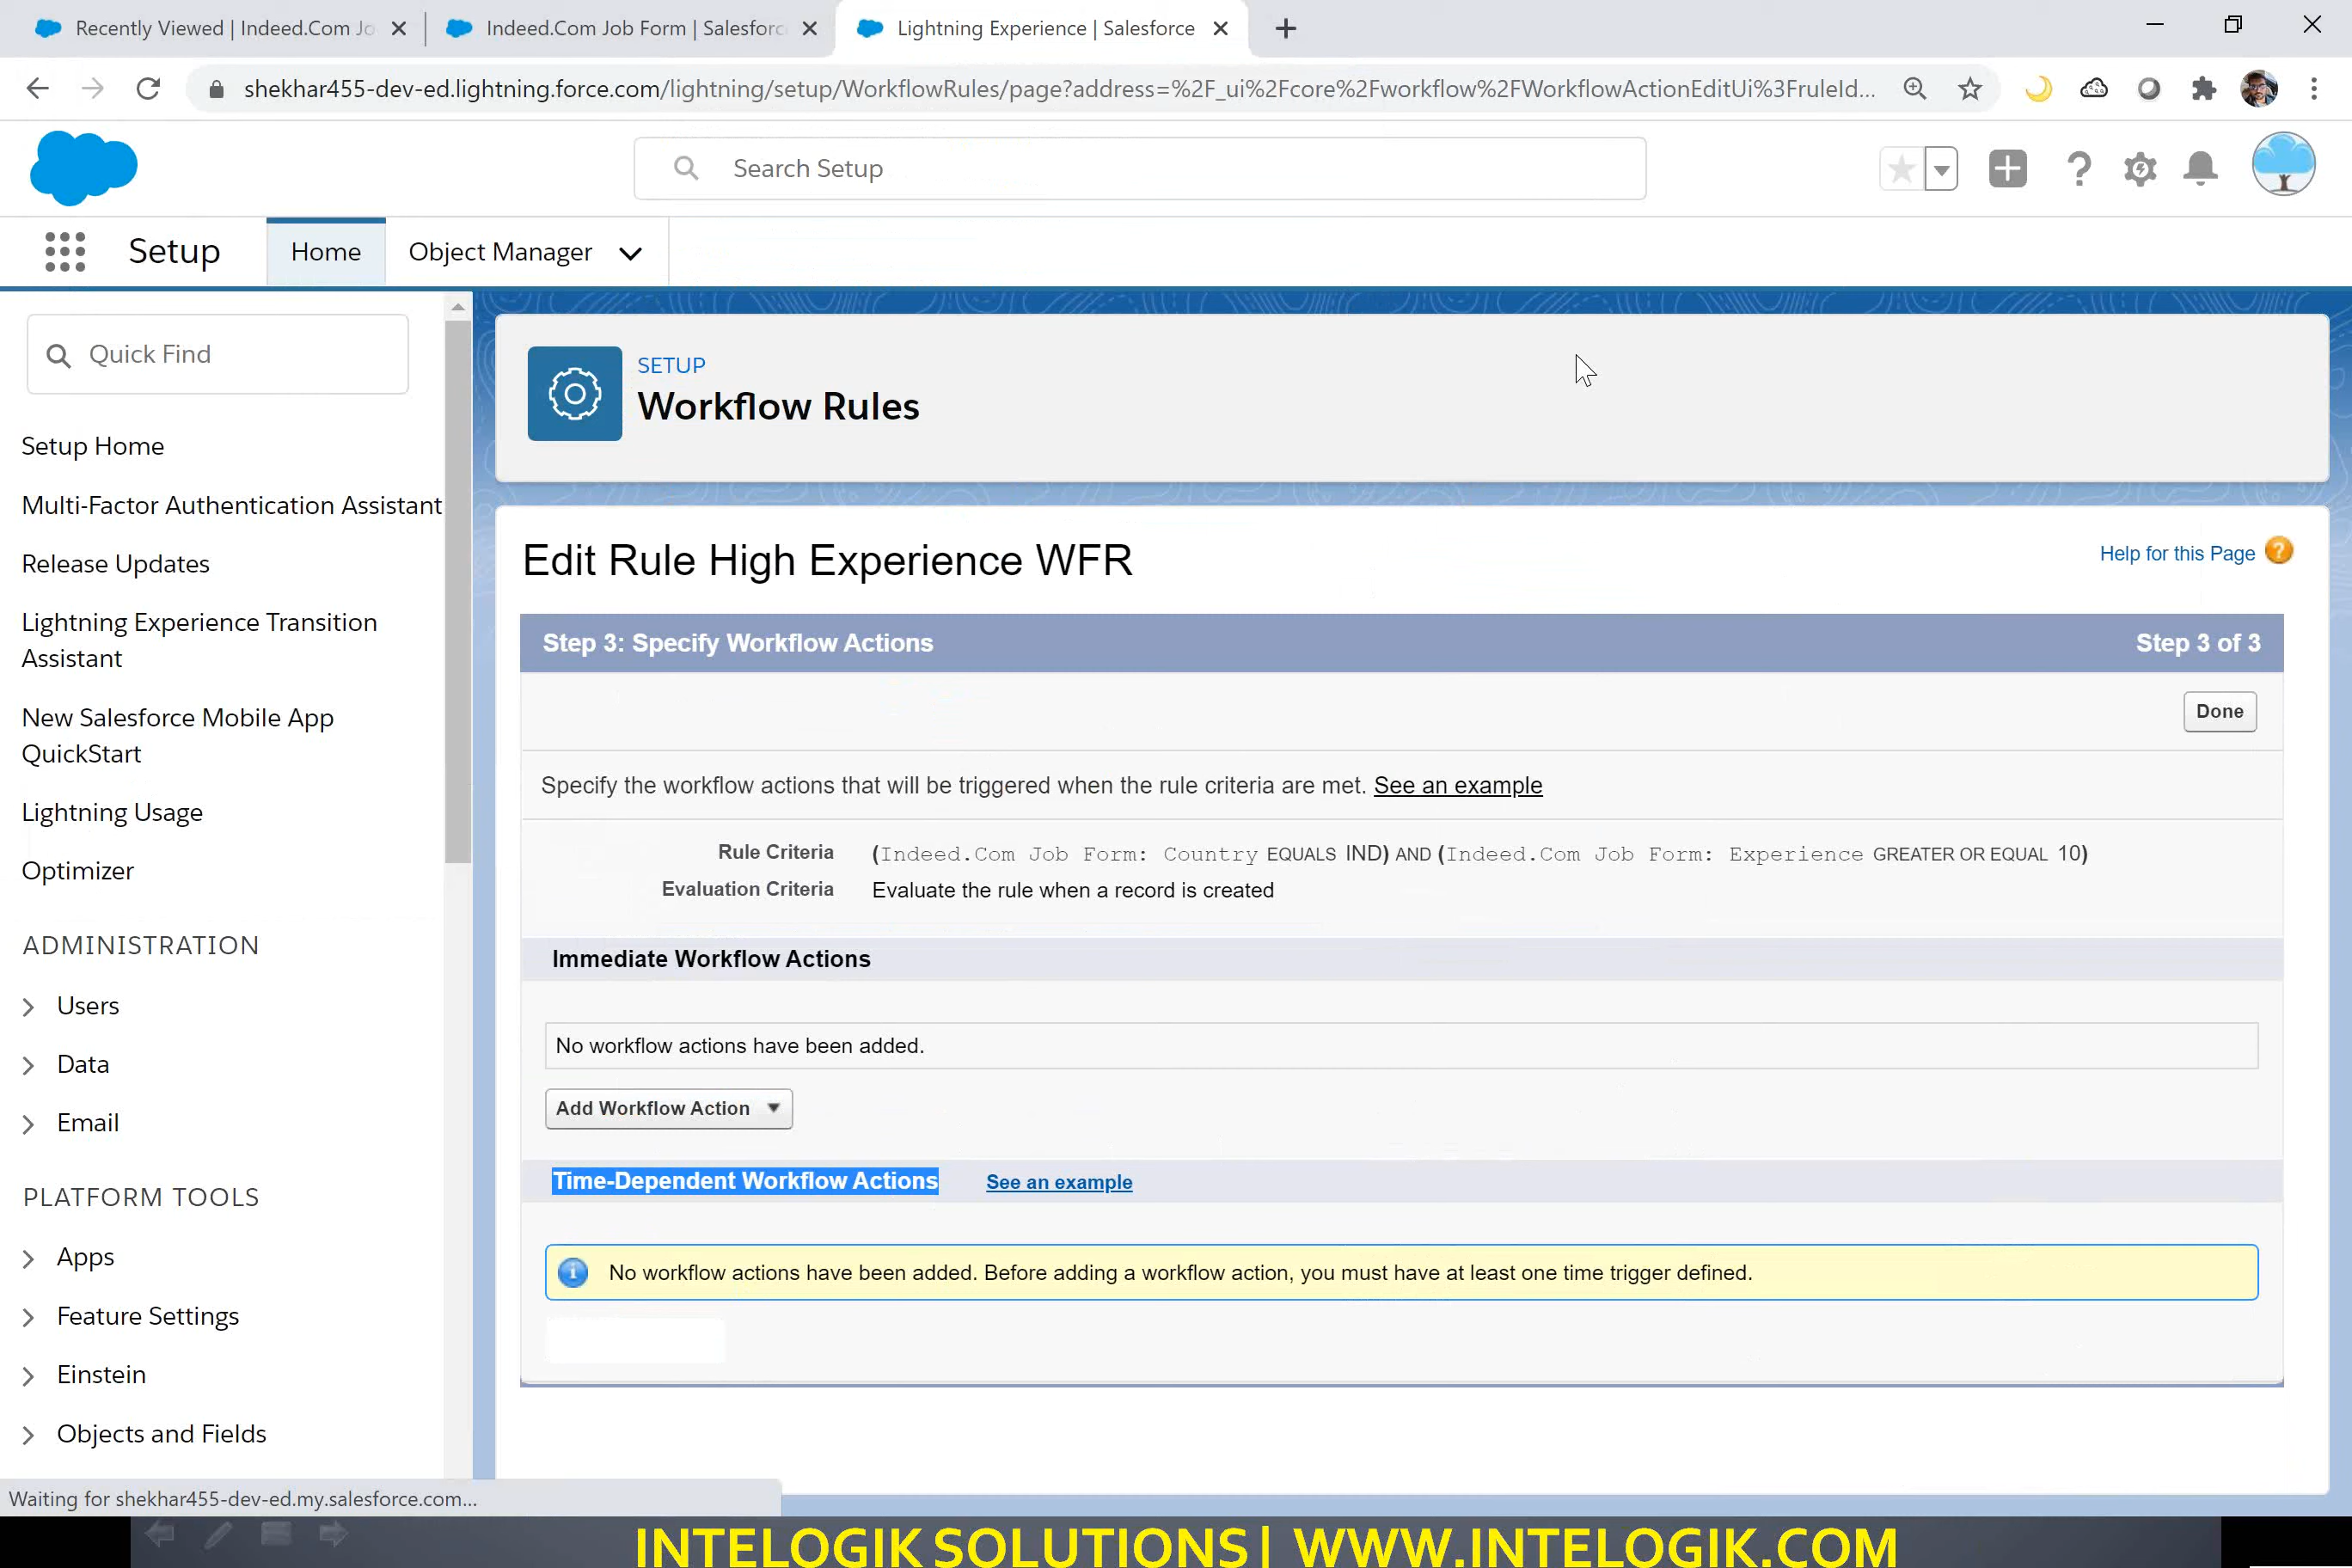 Recently Viewed | Indeed.Com Jo
Indeed.Com Job Form | Salesforc
Lightning Experience | Salesforce
shekhar455-dev-ed.lightning.force.com/lightning/setup/WorkflowRules/page?address=%2F_ui%2Fcore%2Fworkflow%2FWorkflowActionEditUi%3FruleId...
Search Setup
Setup
Home
Object Manager
Quick Find
Setup Home
Multi-Factor Authentication Assistant
Release Updates
Lightning Experience Transition
Assistant
New Salesforce Mobile App
QuickStart
Lightning Usage
Optimizer
ADMINISTRATION
Users
Data
Email
PLATFORM TOOLS
Apps
Feature Settings
Einstein
Objects and Fields
SETUP
Workflow Rules
Edit Rule High Experience WFR
Help for this Page ?
Step 3: Specify Workflow Actions
Step 3 of 3
Done
Specify the workflow actions that will be triggered when the rule criteria are met. See an example
Rule Criteria (Indeed.Com Job Form: Country EQUALS IND) AND (Indeed.Com Job Form: Experience GREATER OR EQUAL 10)
Evaluation Criteria Evaluate the rule when a record is created
Immediate Workflow Actions
No workflow actions have been added.
Add Workflow Action
Time-Dependent Workflow Actions See an example
No workflow actions have been added. Before adding a workflow action, you must have at least one time trigger defined.
Waiting for shekhar455-dev-ed.my.salesforce.com...
INTELOGIK SOLUTIONS | WWW.INTELOGIK.COM